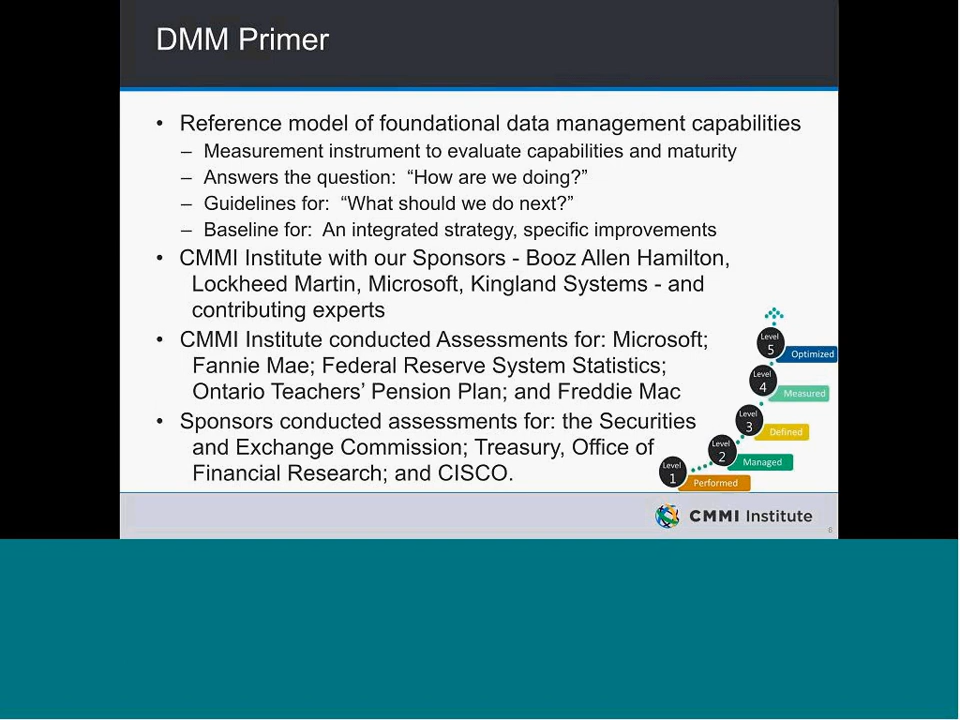 DMM Primer
• Reference model of foundational data management capabilities
– Measurement instrument to evaluate capabilities and maturity
– Answers the question: “How are we doing?”
– Guidelines for: “What should we do next?”
– Baseline for: An integrated strategy, specific improvements
• CMMI Institute with our Sponsors - Booz Allen Hamilton,
Lockheed Martin, Microsoft, Kingland Systems - and
contributing experts
• CMMI Institute conducted Assessments for: Microsoft;
Fannie Mae; Federal Reserve System Statistics;
Ontario Teachers’ Pension Plan; and Freddie Mac
• Sponsors conducted assessments for: the Securities
and Exchange Commission; Treasury, Office of
Financial Research; and CISCO.
Level
5
Optimized
Level
4
Measured
Level
3
Defined
Level
2
Managed
Level
1
Performed
CMMI Institute
6